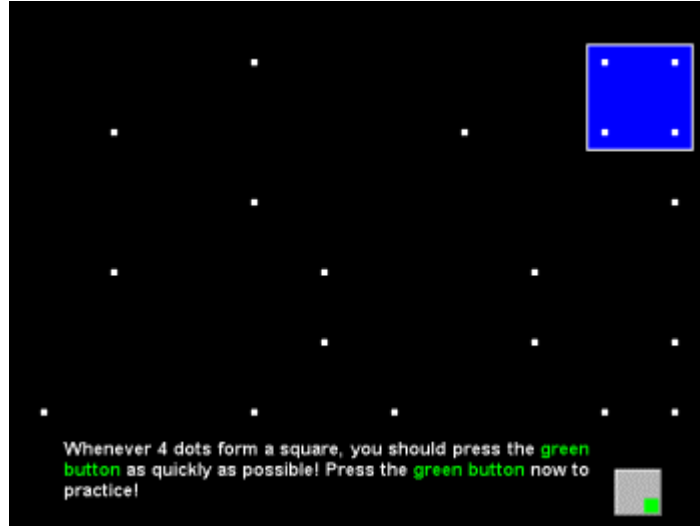 Whenever 4 dots form a square, you should press the green
button as quickly as possible! Press the green button now to
practice!